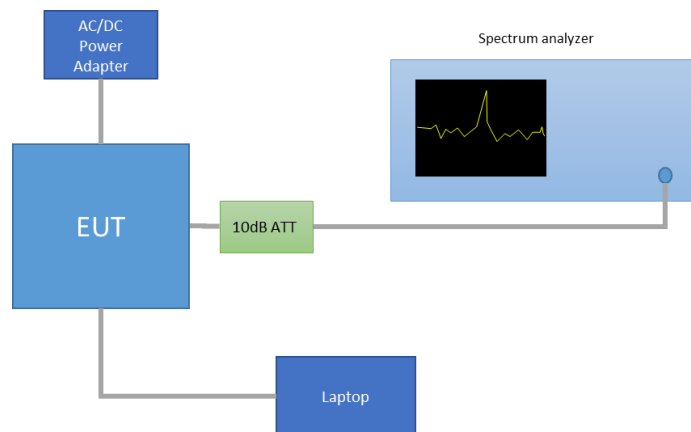 AC/DC
Power
Adapter
Spectrum analyzer
EUT
10dB ATT
Laptop